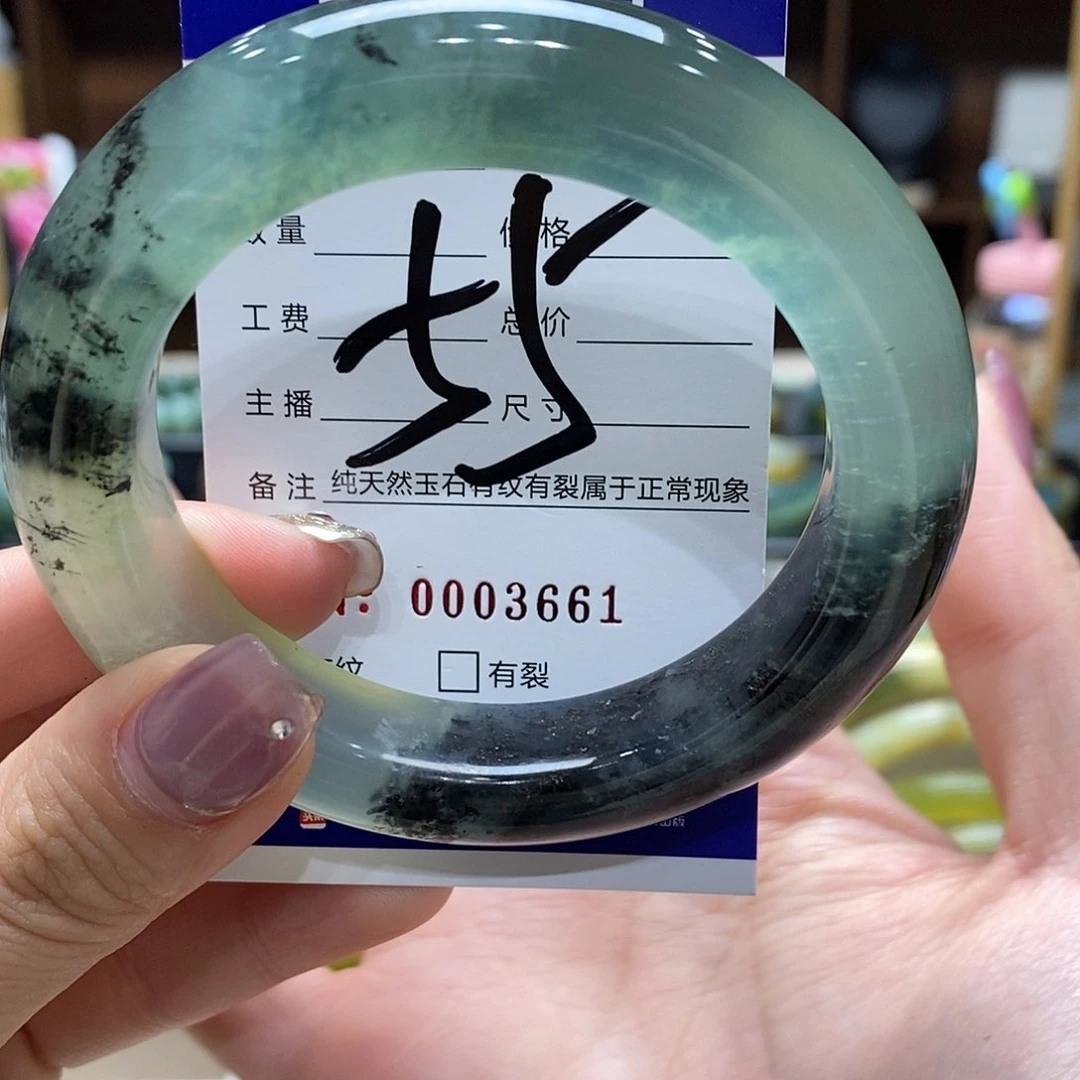 量 价格
工费 总价
主播 尺寸
备注 纯天然玉石有纹有裂属于正常现象
0003661
纹 有裂